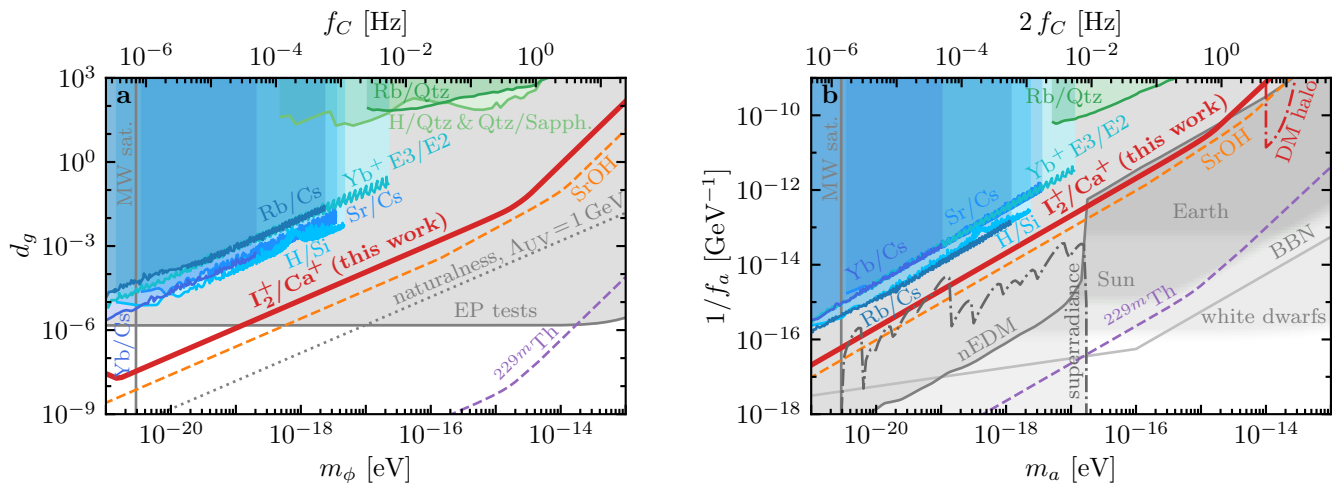 f_C [Hz]
10^−6 10^−4 10^−2 10^0
a
10^3
10^0
10^−3
10^−6
10^−9
d_g
MW sat.
Rb/Qtz
H/Qtz & Qtz/Sapph.
Rb/Cs
Yb^+ E3/E2
Sr/Cs
H/Si
SrOH
I_2^+/Ca^+ (this work)
naturalness, Λ_UV = 1 GeV
EP tests
Yb/Cs
^229mTh
10^−20 10^−18 10^−16 10^−14
m_ϕ [eV]
2 f_C [Hz]
10^−6 10^−4 10^−2 10^0
b
10^−10
10^−12
10^−14
10^−16
10^−18
1/f_a [GeV^−1]
MW sat.
Rb/Qtz
DM halo
Yb^+ E3/E2
I_2^+/Ca^+ (this work)
SrOH
Sr/Cs
H/Si
Yb/Cs
Rb/Cs
Earth
BBN
Sun
^229mTh
white dwarfs
nEDM
superradiance
10^−20 10^−18 10^−16 10^−14
m_a [eV]